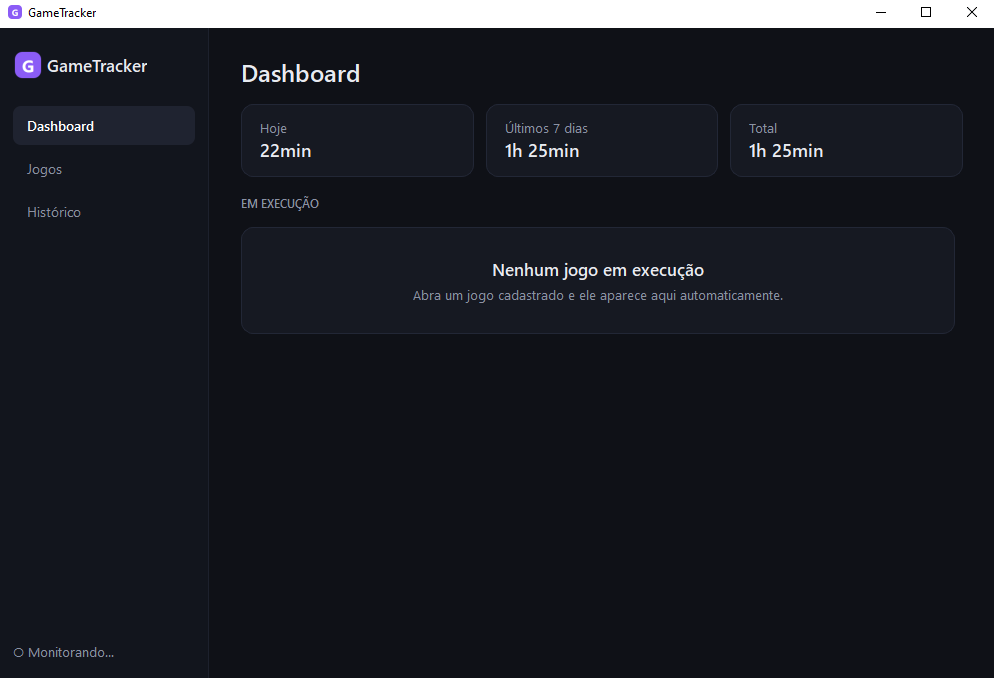 G GameTracker
G GameTracker
Dashboard
Jogos
Histórico
Monitorando...
Dashboard
Hoje
22min
Últimos 7 dias
1h 25min
Total
1h 25min
EM EXECUÇÃO
Nenhum jogo em execução
Abra um jogo cadastrado e ele aparece aqui automaticamente.